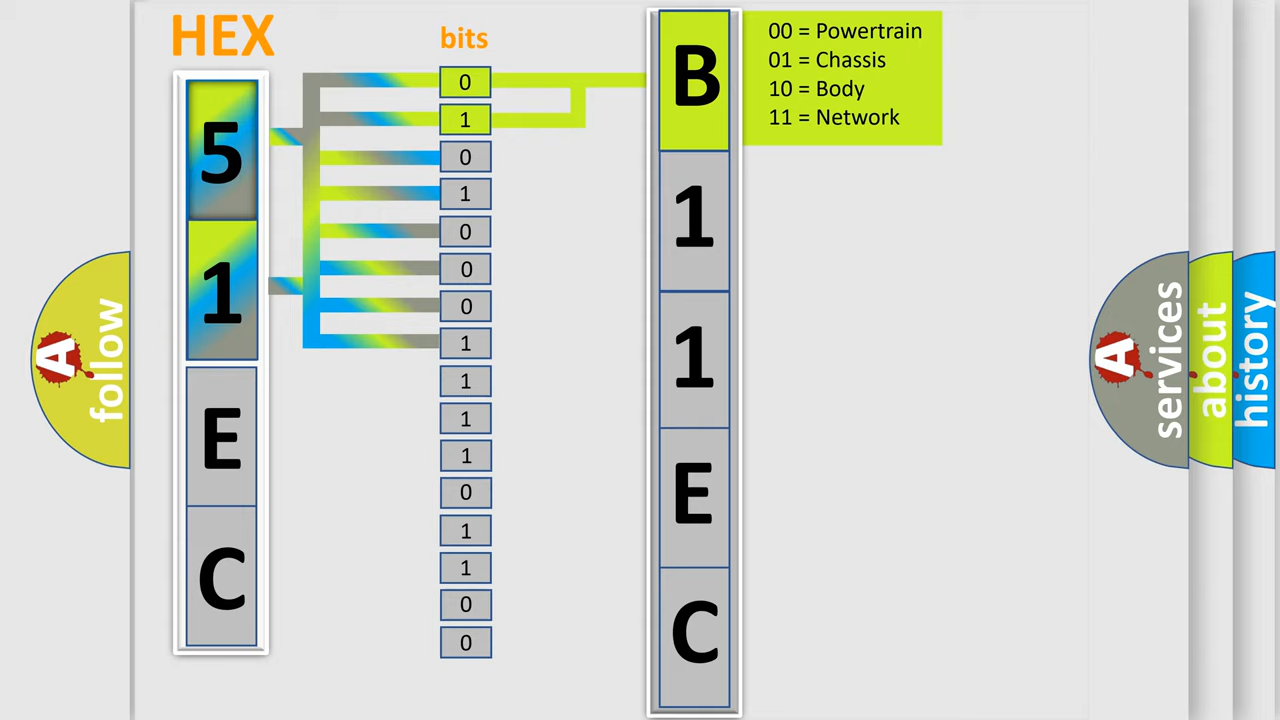 HEX
bits
5
1
E
C
0
1
0
1
0
0
0
1
1
1
1
0
1
1
0
0
B
1
1
E
C
00 = Powertrain
01 = Chassis
10 = Body
11 = Network
A
follow
A
services
about
history